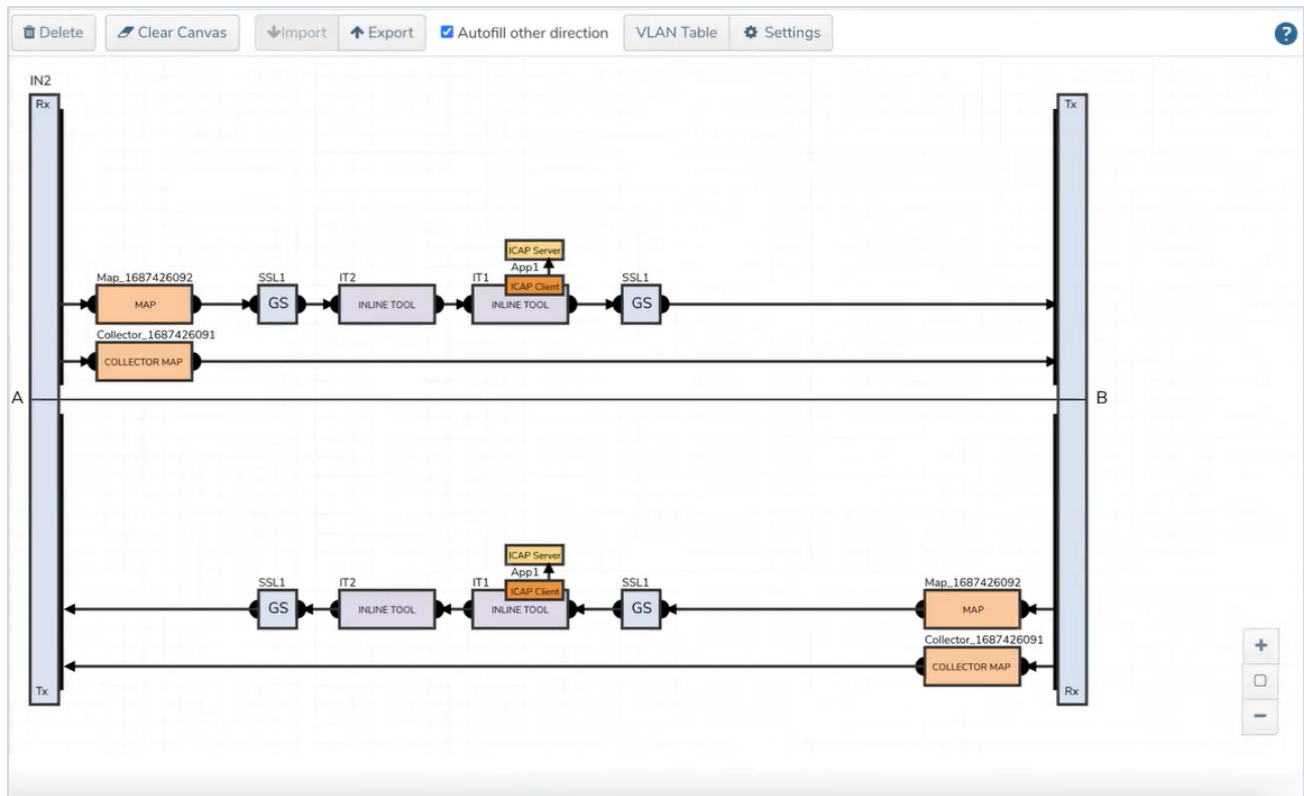 Delete Clear Canvas Import Export Autofill other direction VLAN Table Settings ?
IN2
Rx Tx
ICAP Server
App1
Map_1687426092 SSL1 IT2 IT1 ICAP Client SSL1
MAP GS INLINE TOOL INLINE TOOL GS
Collector_1687426091
COLLECTOR MAP
A B
ICAP Server
App1
SSL1 IT2 IT1 ICAP Client SSL1 Map_1687426092
GS INLINE TOOL INLINE TOOL GS MAP
Collector_1687426091
COLLECTOR MAP
Tx Rx